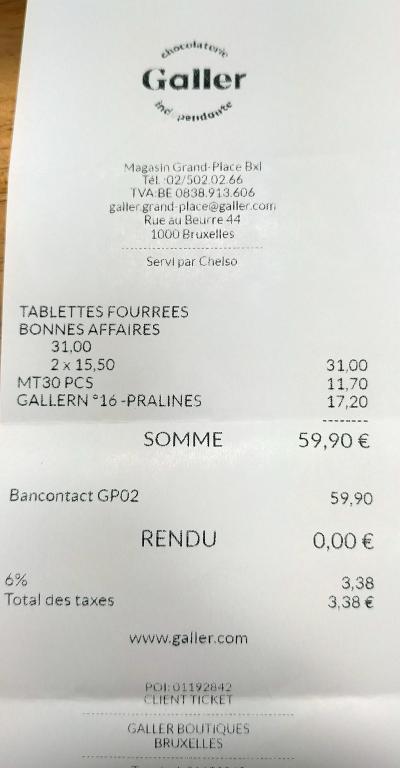 chocolaterie
Galler
indépendante
Magasin Grand-Place Bxl
Tél. :02/502.02.66
TVA:BE 0838.913.606
galler.grand-place@galler.com
Rue au Beurre 44
1000 Bruxelles
Servi par Chelso
TABLETTES FOURREES
BONNES AFFAIRES
31,00
2 x 15,50 31,00
MT30 PCS 11,70
GALLERN°16 -PRALINES 17,20
SOMME 59,90 €
Bancontact GP02 59,90
RENDU 0,00 €
6% 3,38
Total des taxes 3,38 €
www.galler.com
POI: 01192842
CLIENT TICKET
GALLER BOUTIQUES
BRUXELLES